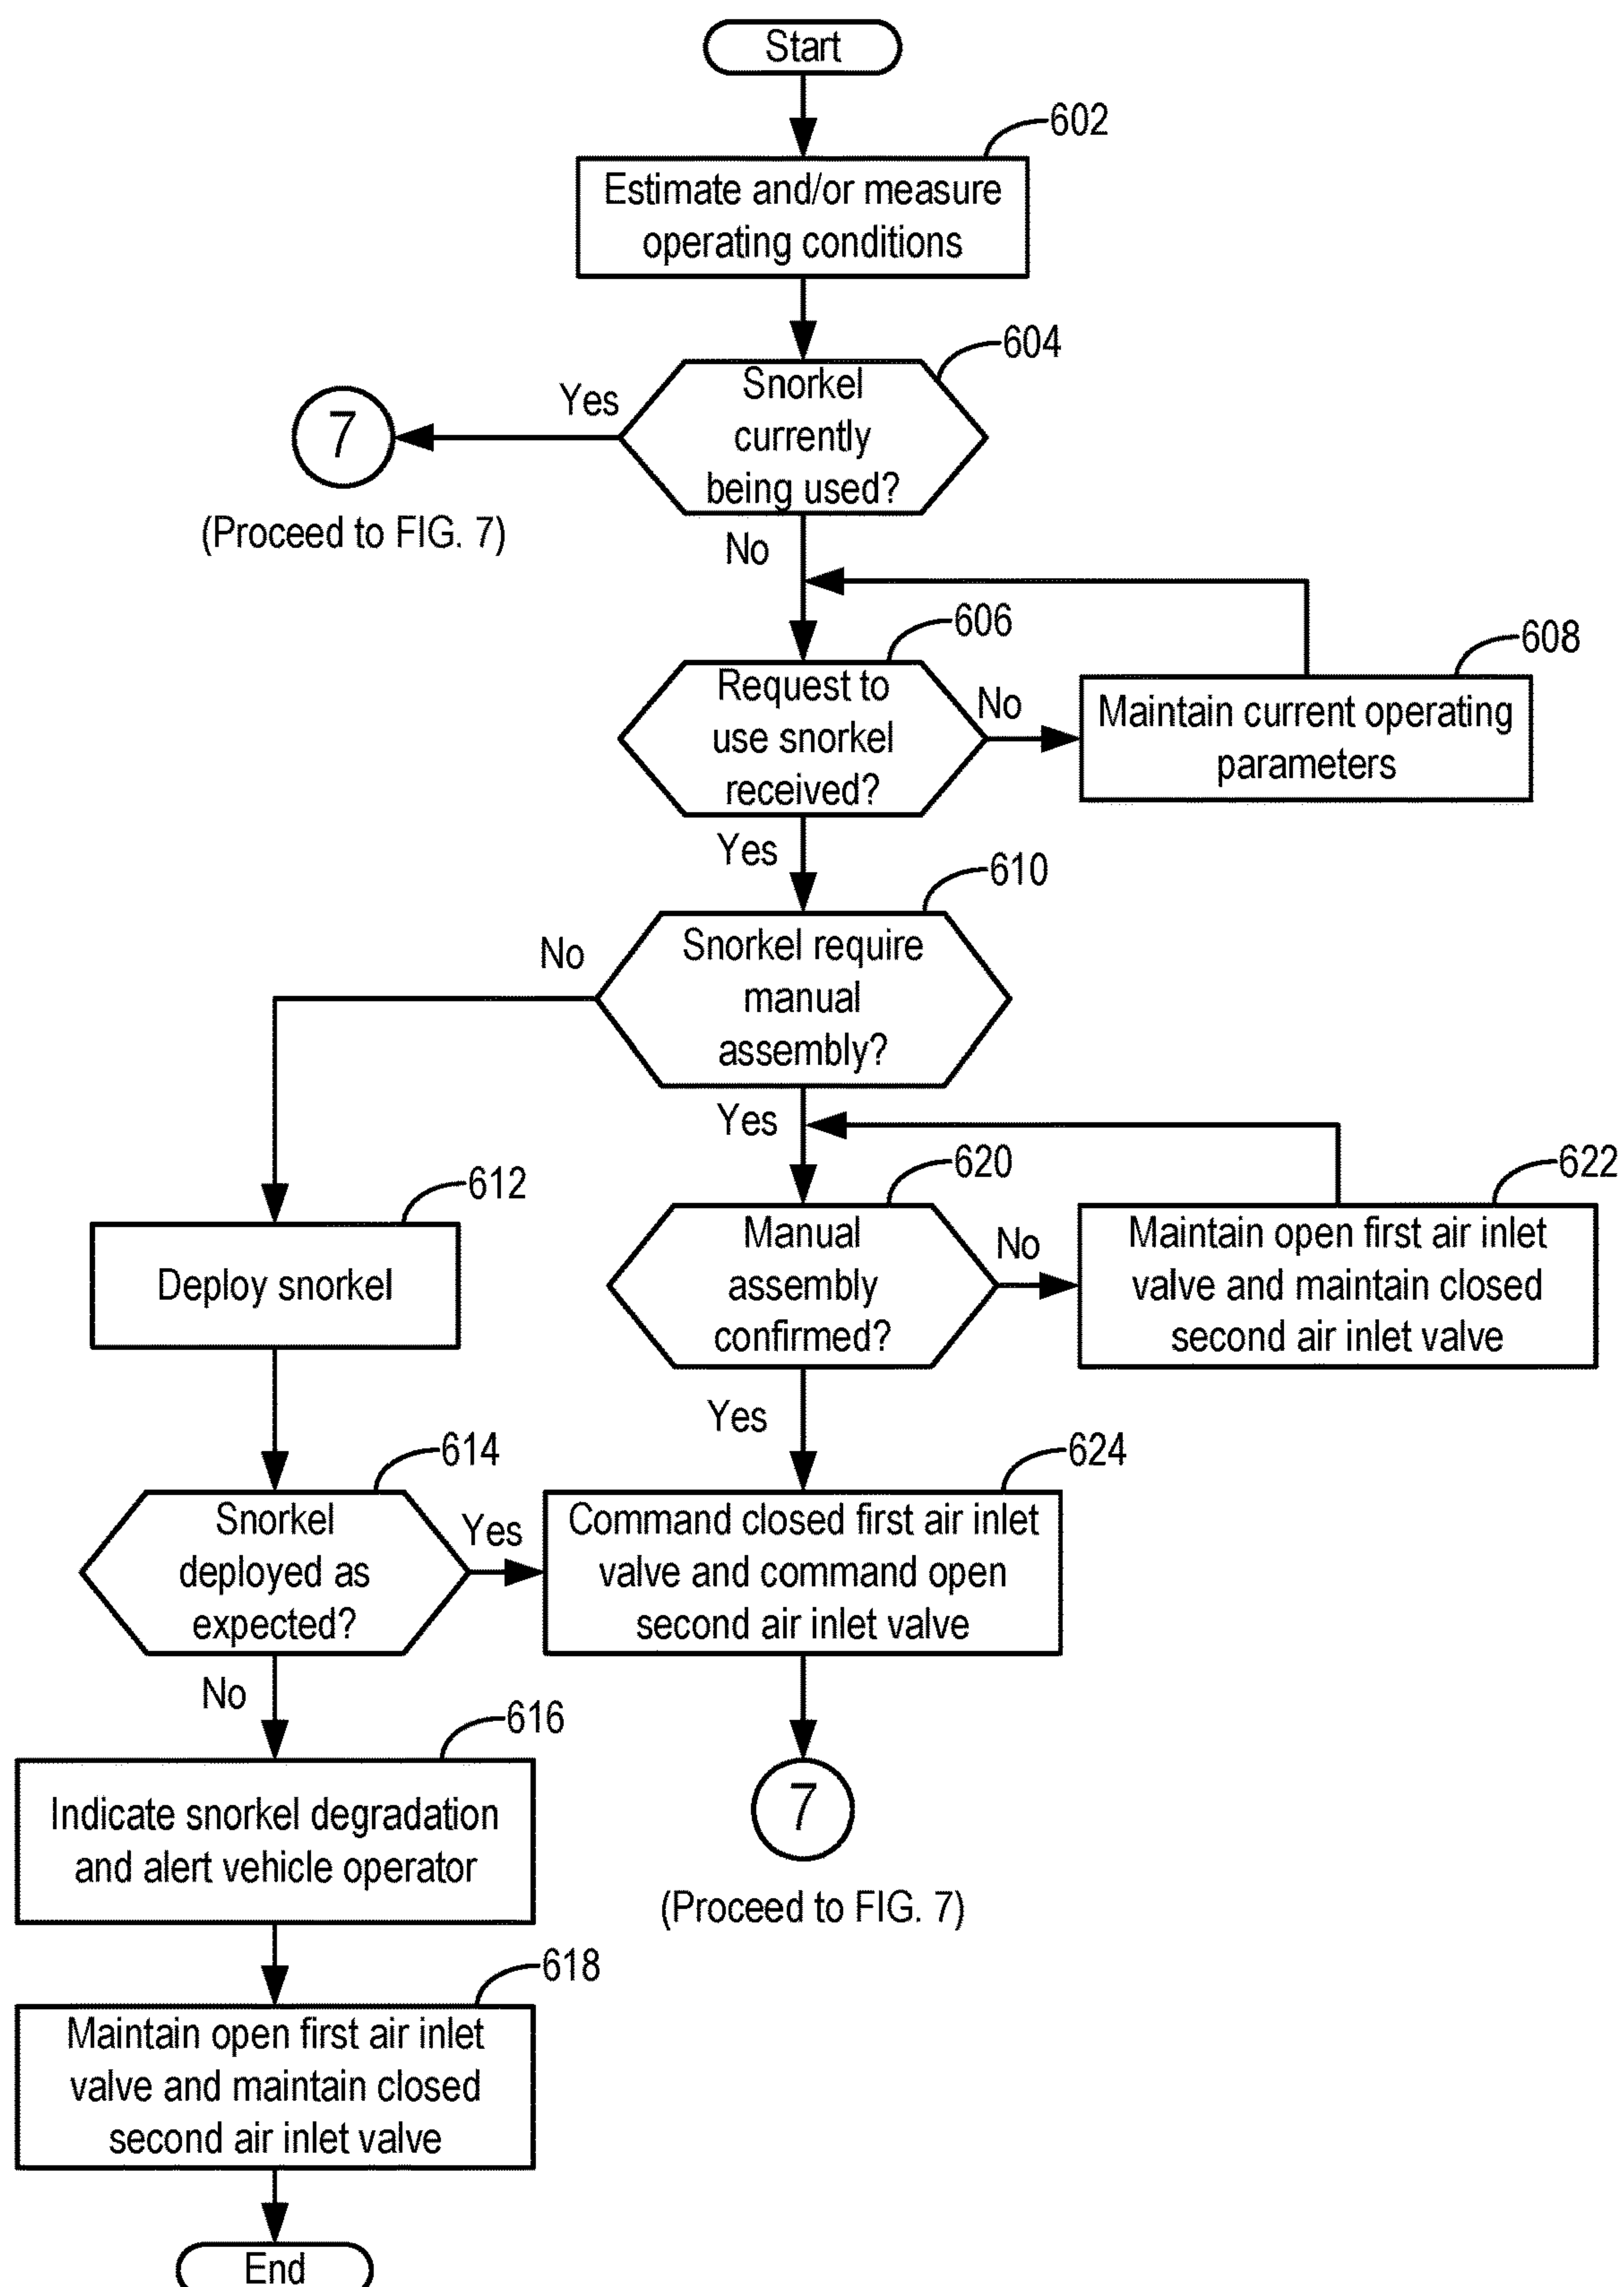 Start
602
Estimate and/or measure
operating conditions
604
Snorkel
currently
being used?
Yes
7
(Proceed to FIG. 7)
No
606
Request to
use snorkel
received?
No
608
Maintain current operating
parameters
Yes
610
Snorkel require
manual
assembly?
No
Yes
612
Deploy snorkel
620
Manual
assembly
confirmed?
No
622
Maintain open first air inlet
valve and maintain closed
second air inlet valve
Yes
614
Snorkel
deployed as
expected?
Yes
624
Command closed first air inlet
valve and command open
second air inlet valve
No
616
Indicate snorkel degradation
and alert vehicle operator
7
(Proceed to FIG. 7)
618
Maintain open first air inlet
valve and maintain closed
second air inlet valve
End